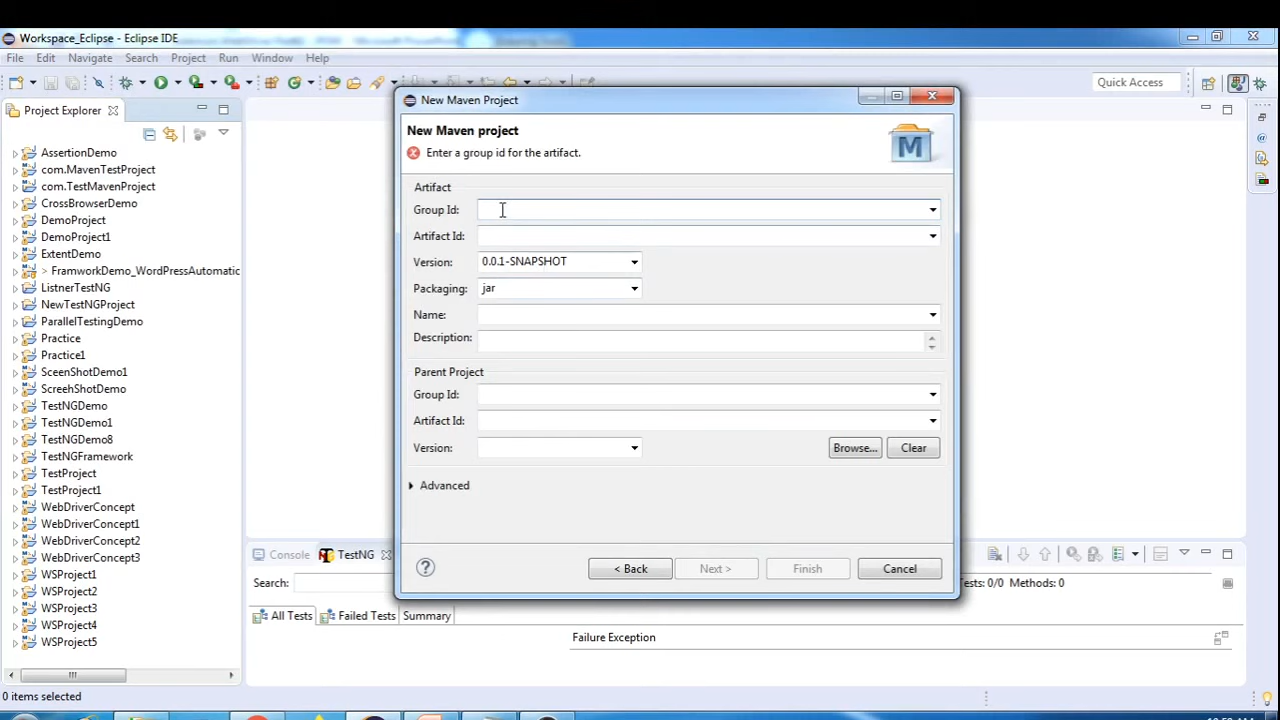 Workspace_Eclipse - Eclipse IDE
File Edit Navigate Search Project Run Window Help
Quick Access
Project Explorer
AssertionDemo
com.MavenTestProject
com.TestMavenProject
CrossBrowserDemo
DemoProject
DemoProject1
ExtentDemo
> FramworkDemo_WordPressAutomatic
ListnerTestNG
NewTestNGProject
ParallelTestingDemo
Practice
Practice1
SceenShotDemo1
ScreehShotDemo
TestNGDemo
TestNGDemo1
TestNGDemo8
TestNGFramework
TestProject
TestProject1
WebDriverConcept
WebDriverConcept1
WebDriverConcept2
WebDriverConcept3
WSProject1
WSProject2
WSProject3
WSProject4
WSProject5
0 items selected
New Maven Project
New Maven project
Enter a group id for the artifact.
M
Artifact
Group Id:
Artifact Id:
Version: 0.0.1-SNAPSHOT
Packaging: jar
Name:
Description:
Parent Project
Group Id:
Artifact Id:
Version: Browse... Clear
Advanced
< Back Next > Finish Cancel
Console TestNG
Search: Tests: 0/0 Methods: 0
All Tests Failed Tests Summary
Failure Exception